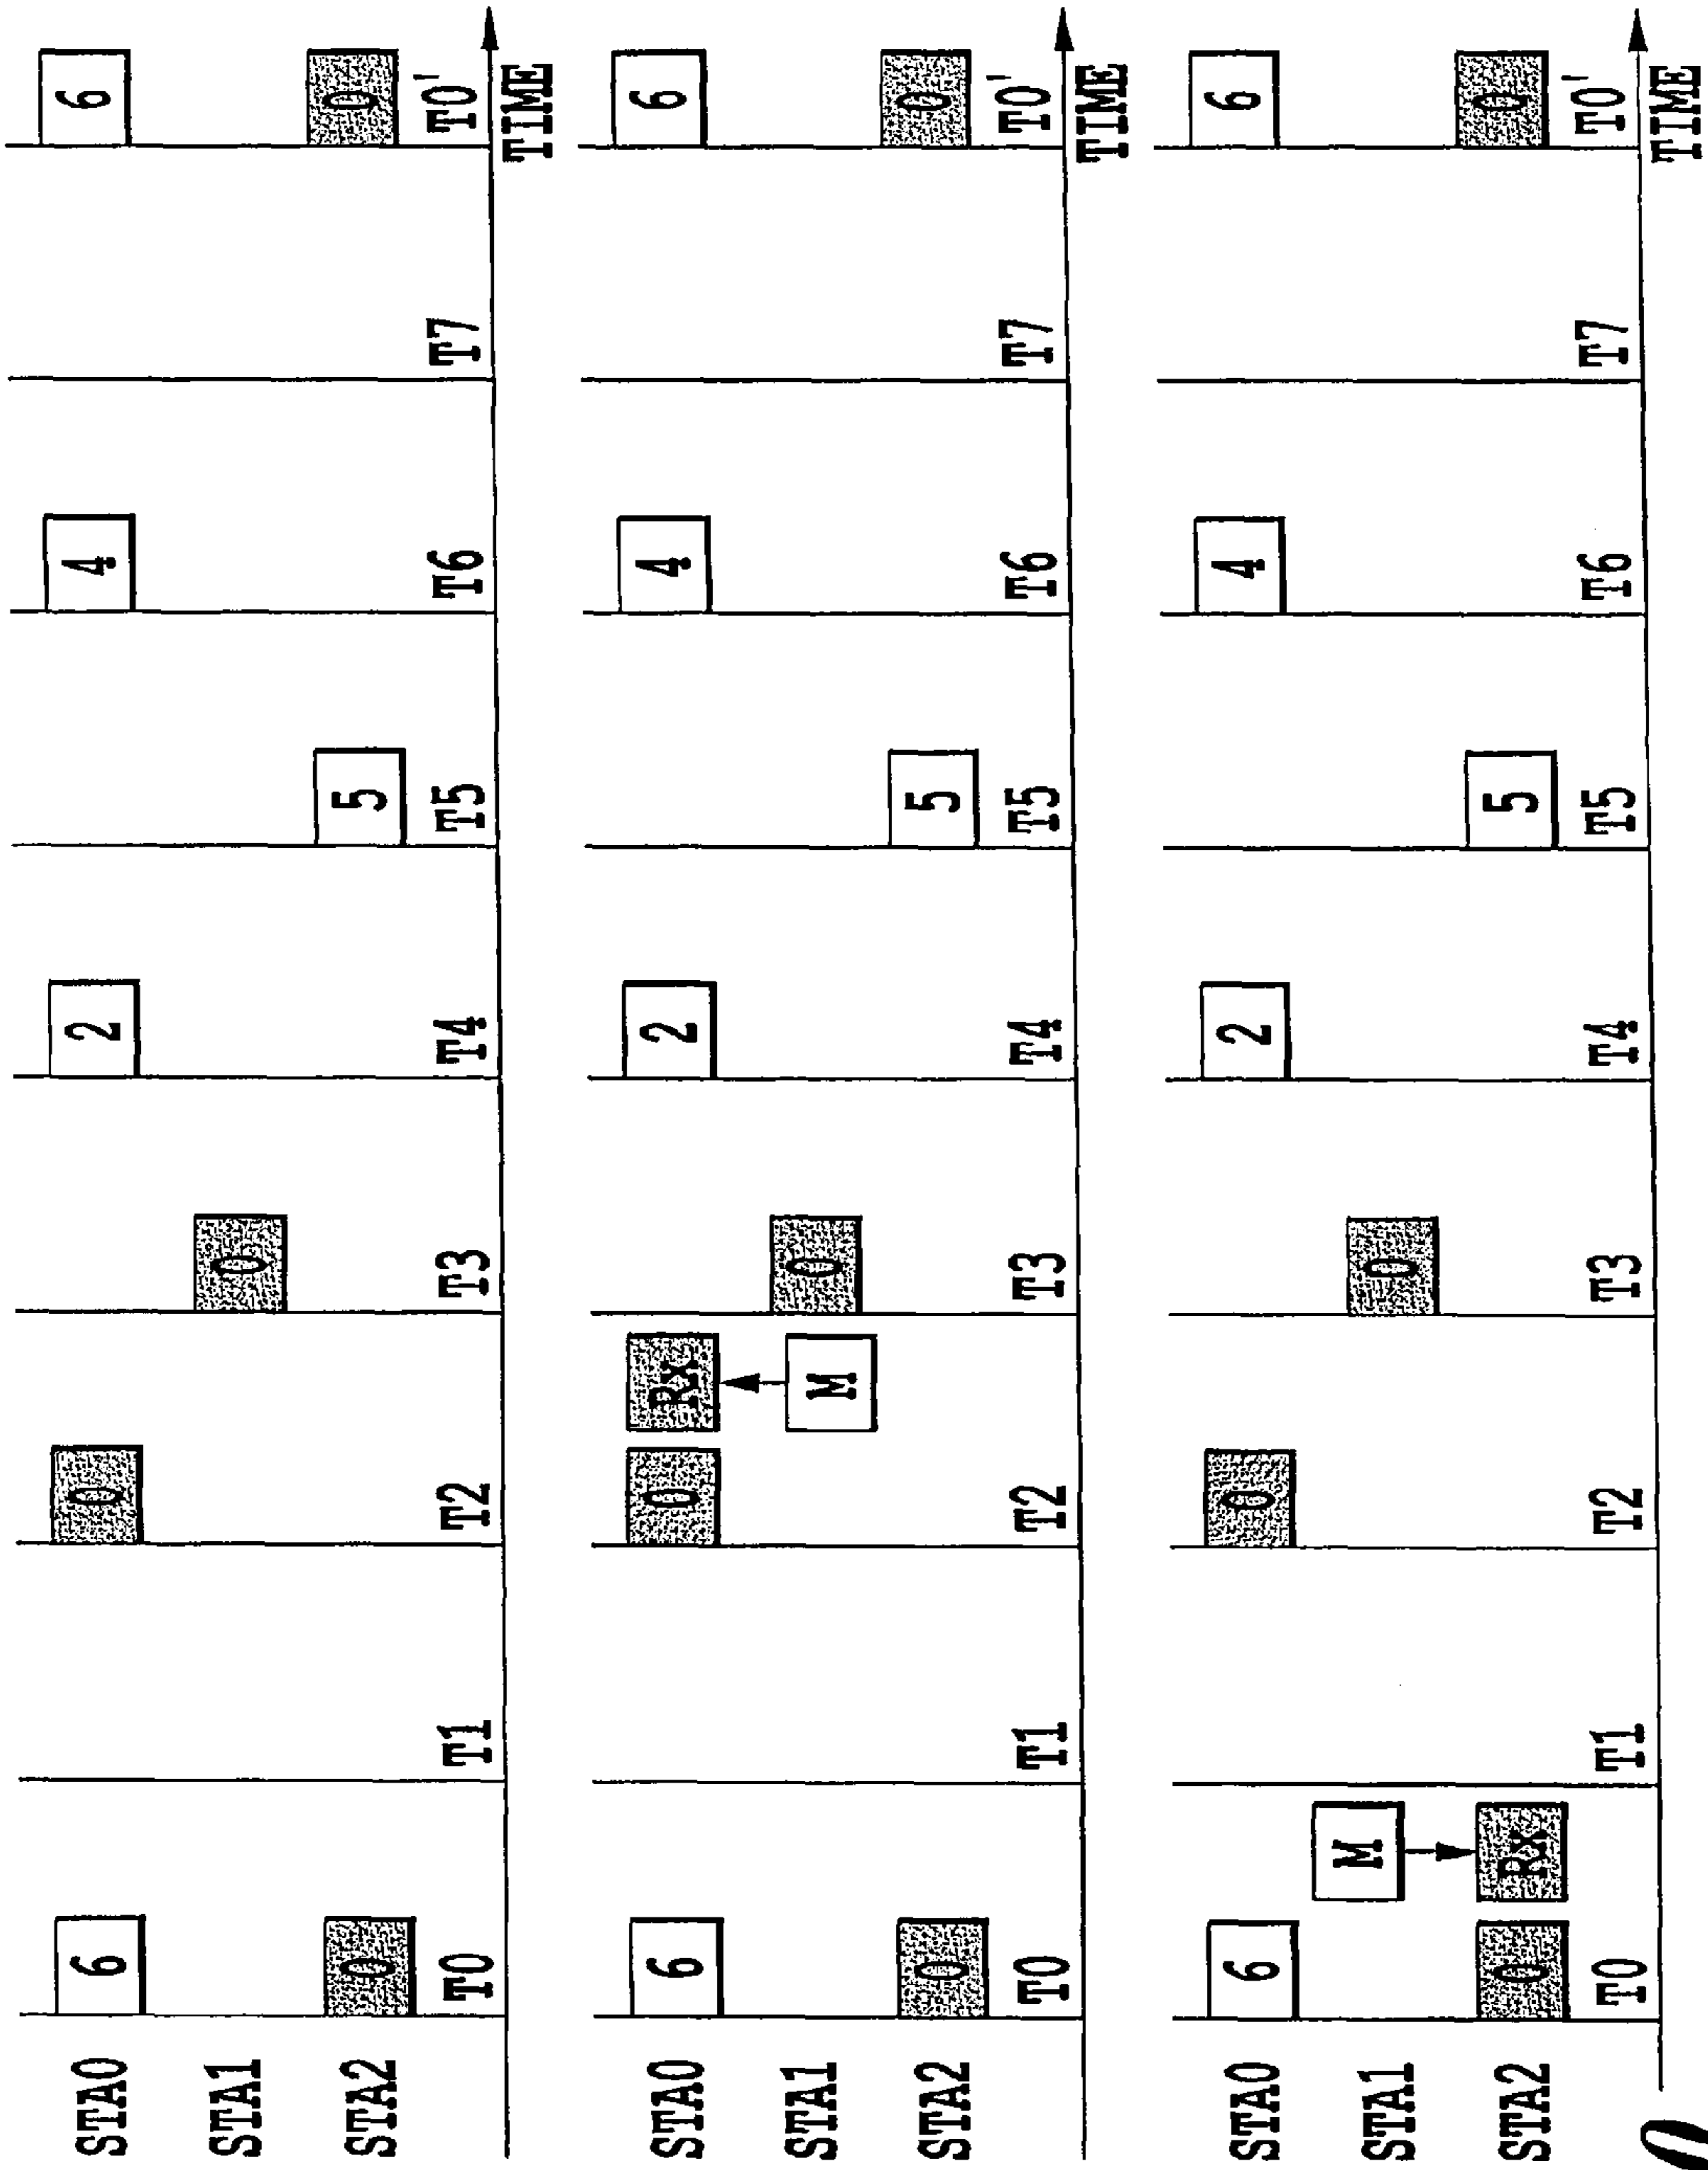 STA0 6 0 2 4 6
STA1 0
STA2 0 5 0
T0 T1 T2 T3 T4 T5 T6 T7 T0'
TIME
STA0 6 0 Rx 2 4 6
STA1 M 0
STA2 0 5 0
T0 T1 T2 T3 T4 T5 T6 T7 T0'
TIME
STA0 6 0 2 4 6
STA1 M 0
STA2 0 Rx 5 0
T0 T1 T2 T3 T4 T5 T6 T7 T0'
TIME